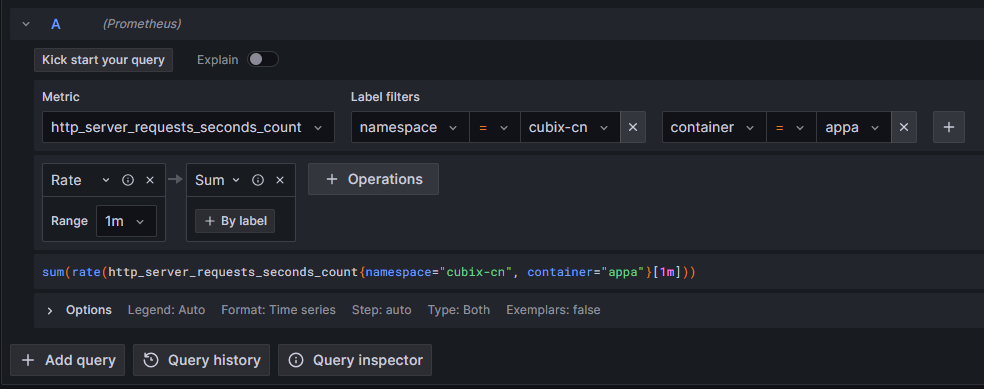 A (Prometheus)
Kick start your query Explain
Metric Label filters
http_server_requests_seconds_count namespace = cubix-cn container = appa
Rate Sum Operations
Range 1m By label
sum(rate(http_server_requests_seconds_count{namespace="cubix-cn", container="appa"}[1m]))
Options Legend: Auto Format: Time series Step: auto Type: Both Exemplars: false
Add query Query history Query inspector